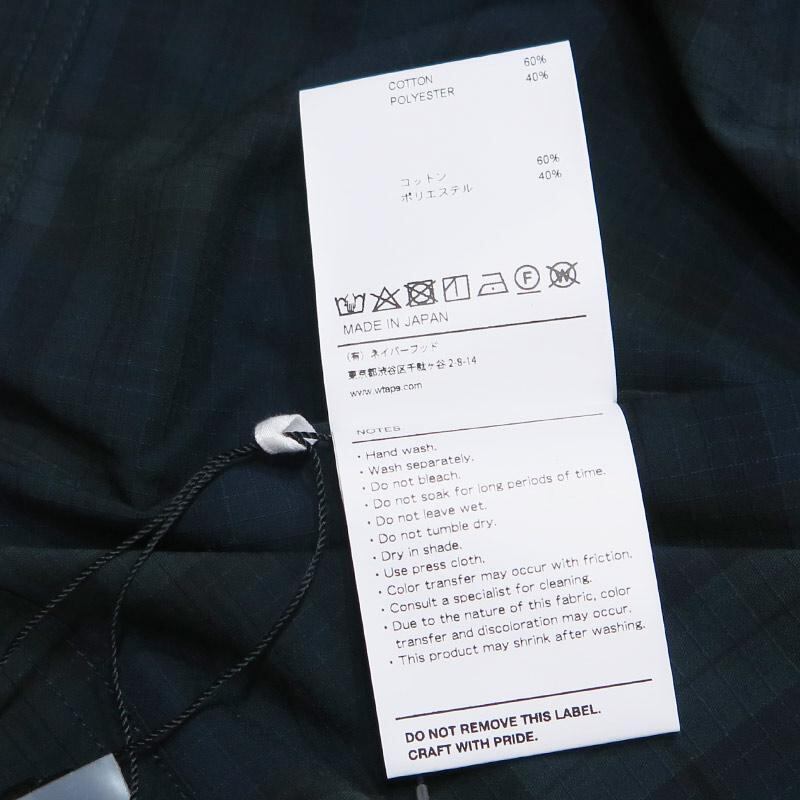 COTTON 60%
POLYESTER 40%
コットン 60%
ポリエステル 40%
F
W
MADE IN JAPAN
(有) ネイバーフッド
東京都渋谷区千駄ヶ谷 2-8-14
www.wtaps.com
NOTES:
・Hand wash.
・Wash separately.
・Do not bleach.
・Do not soak for long periods of time.
・Do not leave wet.
・Do not tumble dry.
・Dry in shade.
・Use press cloth.
・Color transfer may occur with friction.
・Consult a specialist for cleaning.
・Due to the nature of this fabric, color
transfer and discoloration may occur.
・This product may shrink after washing.
DO NOT REMOVE THIS LABEL.
CRAFT WITH PRIDE.